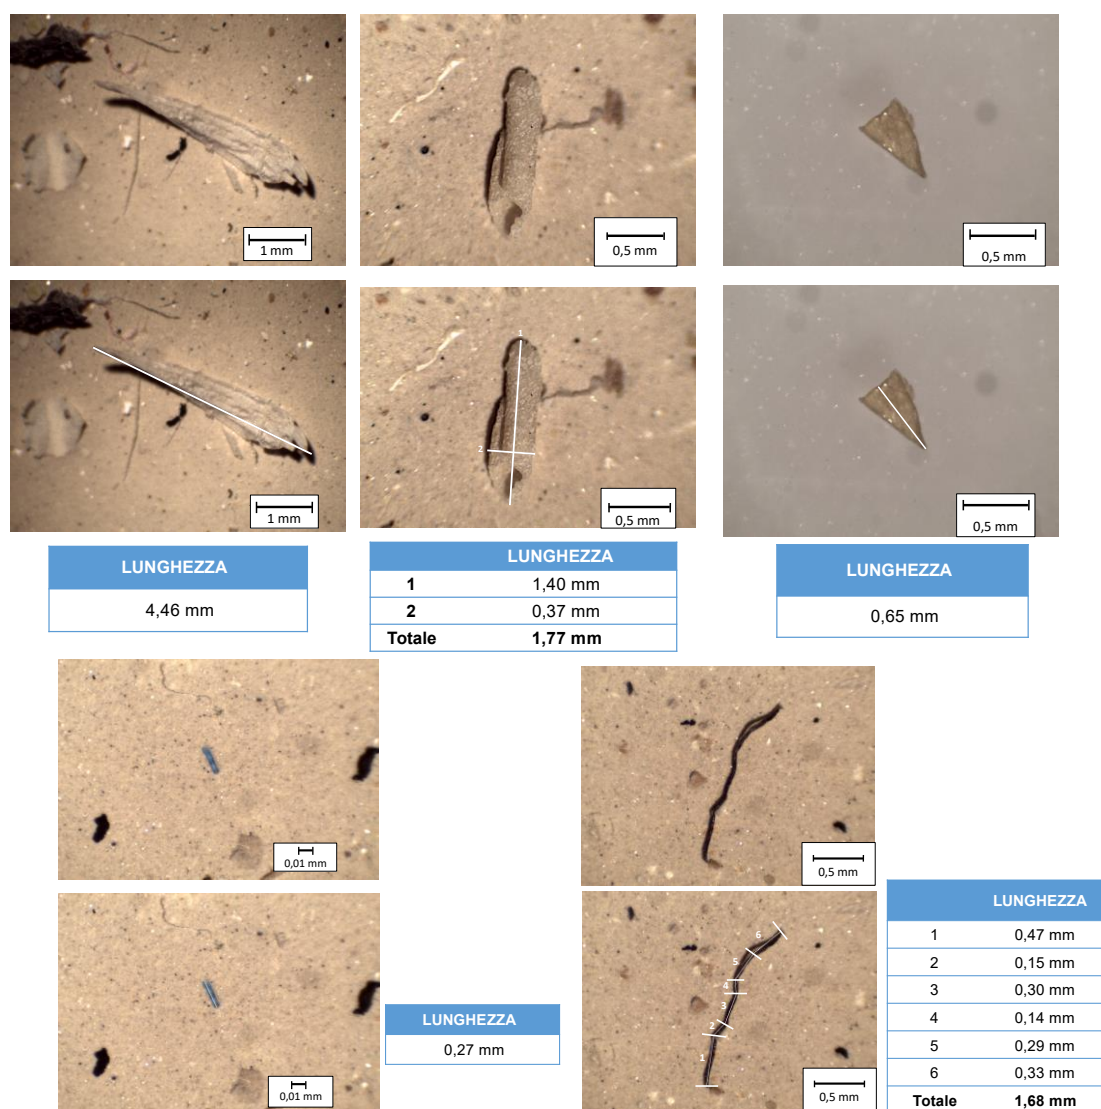 1 mm
0,5 mm
0,5 mm
1
2
1 mm
0,5 mm
0,5 mm
LUNGHEZZA
4,46 mm
LUNGHEZZA
1 1,40 mm
2 0,37 mm
Totale 1,77 mm
LUNGHEZZA
0,65 mm
0,01 mm
0,5 mm
0,01 mm
LUNGHEZZA
0,27 mm
6
5
4
3
2
1
0,5 mm
LUNGHEZZA
1 0,47 mm
2 0,15 mm
3 0,30 mm
4 0,14 mm
5 0,29 mm
6 0,33 mm
Totale 1,68 mm